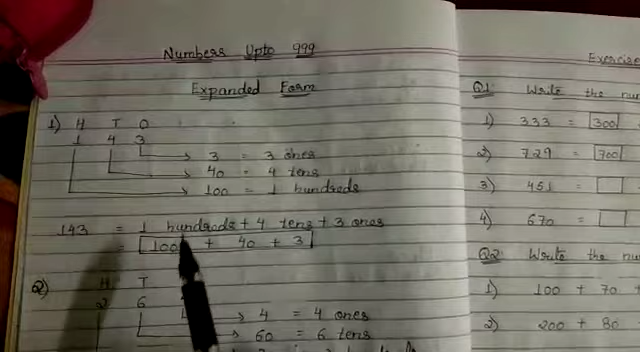 Numbers Upto 999
Expanded Form
1) H T O
1 4 3
3 = 3 ones
40 = 4 tens
100 = 1 hundreds
143 = 1 hundreds + 4 tens + 3 ones
= 100 + 40 + 3
2) H T
2 6
4 = 4 ones
60 = 6 tens
Exercise
Q1 Write the
1) 333 = 300
2) 729 = 700
3) 451 =
4) 670 =
Q2 Write the
1) 100 + 70 +
2) 200 + 80